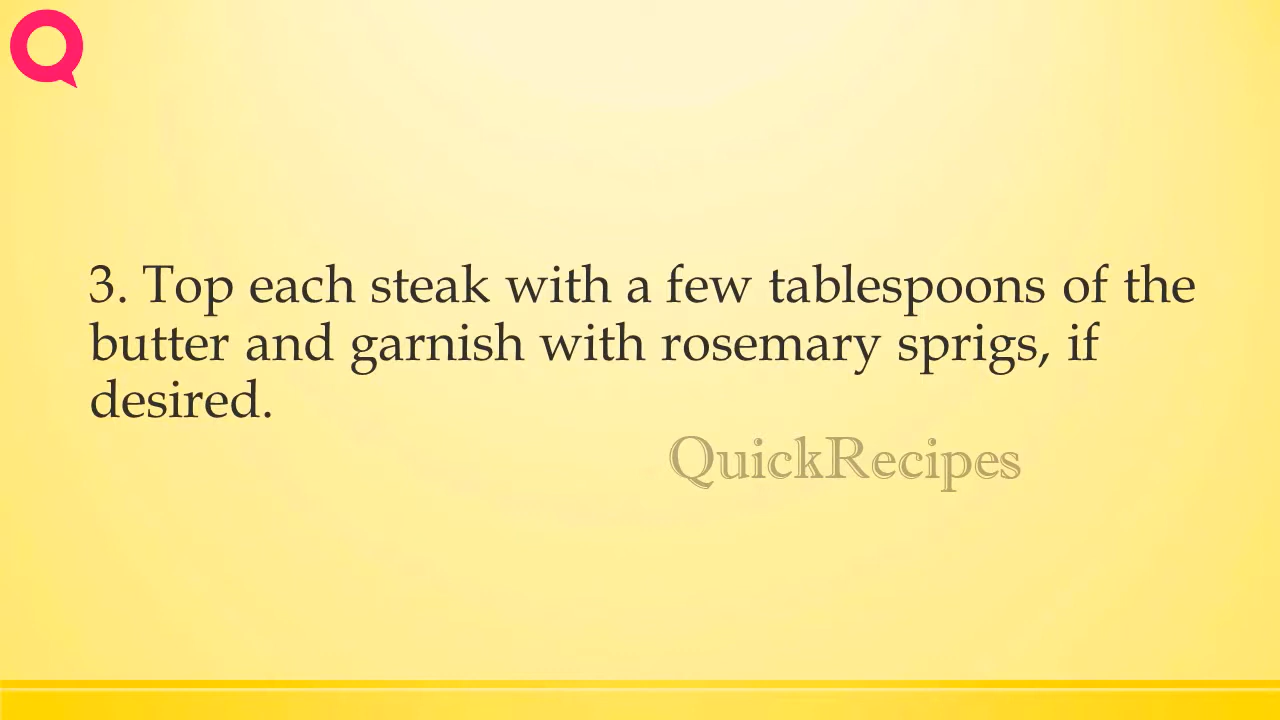 3. Top each steak with a few tablespoons of the
butter and garnish with rosemary sprigs, if
desired.
QuickRecipes